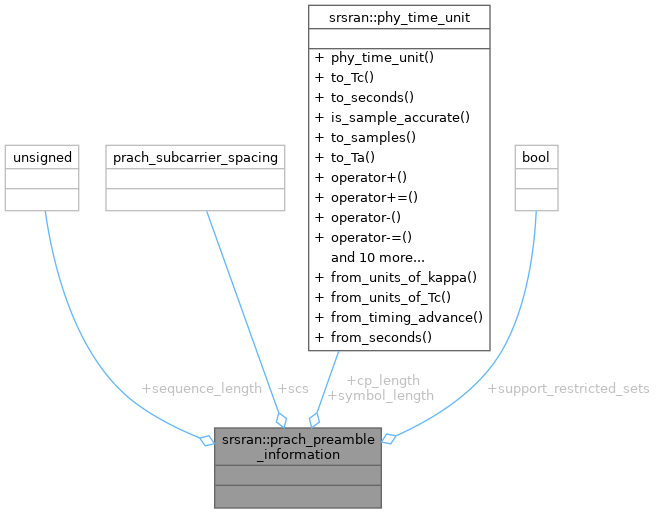 srsran::phy_time_unit
+ phy_time_unit()
+ to_Tc()
+ to_seconds()
+ is_sample_accurate()
+ to_samples()
+ to_Ta()
+ operator+()
+ operator+=()
+ operator-()
+ operator-=()
and 10 more...
+ from_units_of_kappa()
+ from_units_of_Tc()
+ from_timing_advance()
+ from_seconds()
unsigned
prach_subcarrier_spacing
bool
+sequence_length
+scs
+cp_length
+symbol_length
+support_restricted_sets
srsran::prach_preamble
_information